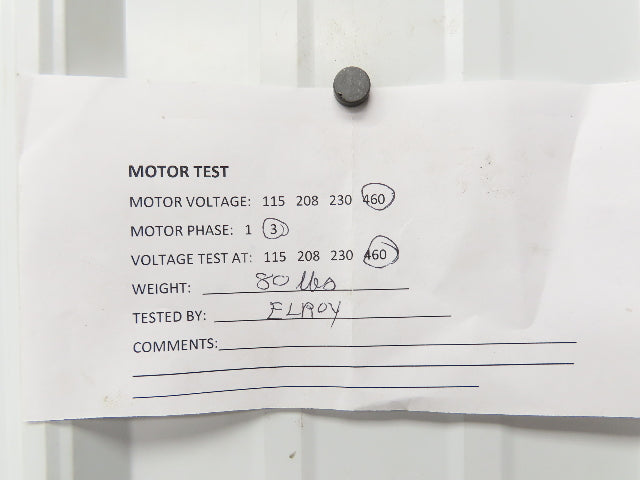 MOTOR TEST
MOTOR VOLTAGE: 115 208 230 460
MOTOR PHASE: 1 3
VOLTAGE TEST AT: 115 208 230 460
WEIGHT: 80 lbs
TESTED BY: ELROY
COMMENTS: